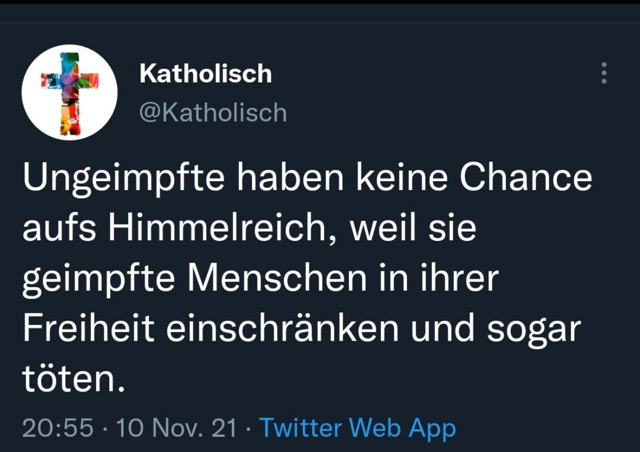 Katholisch
@Katholisch
Ungeimpfte haben keine Chance
aufs Himmelreich, weil sie
geimpfte Menschen in ihrer
Freiheit einschränken und sogar
töten.
20:55 · 10 Nov. 21 · Twitter Web App